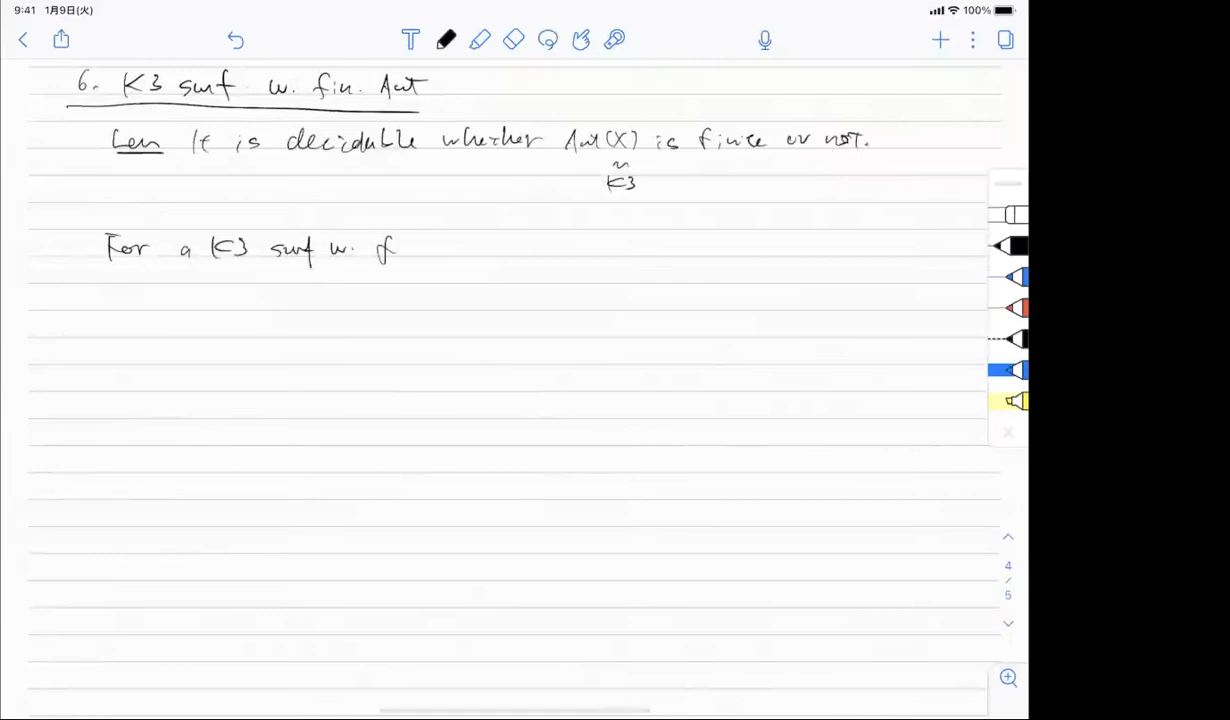 9:41 1月9日(火) 100%
6. K3 surf w. fin. Aut
Lem It is decidable whether Aut(X) is finite or not.
K3
For a K3 surf w. f
4
/
5